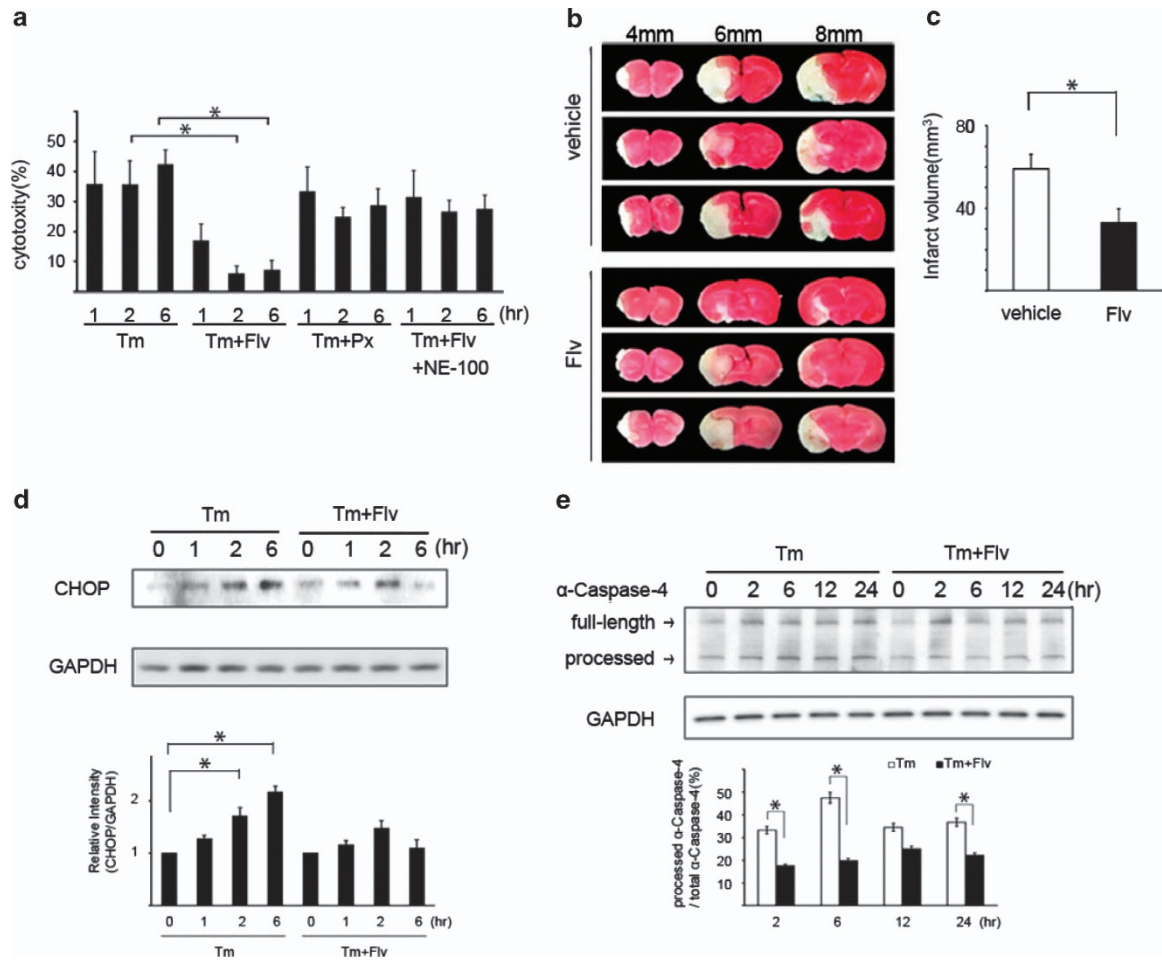 a
cytotoxity(%)
50
40
30
20
10
*
*
1 2 6 1 2 6 1 2 6 1 2 6 (hr)
Tm Tm+Flv Tm+Px Tm+Flv
+NE-100
b
4mm 6mm 8mm
vehicle
Flv
c
Infarct volume(mm³)
80
40
*
vehicle Flv
d
Tm Tm+Flv
0 1 2 6 0 1 2 6 (hr)
CHOP
GAPDH
Relative Intensity
(CHOP/GAPDH)
2
1
*
*
0 1 2 6 0 1 2 6 (hr)
Tm Tm+Flv
e
Tm Tm+Flv
α-Caspase-4 0 2 6 12 24 0 2 6 12 24 (hr)
full-length →
processed →
GAPDH
Tm Tm+Flv
processed α-Caspase-4
/ total α-Caspase-4(%)
50
40
30
20
10
*
*
*
2 6 12 24 (hr)